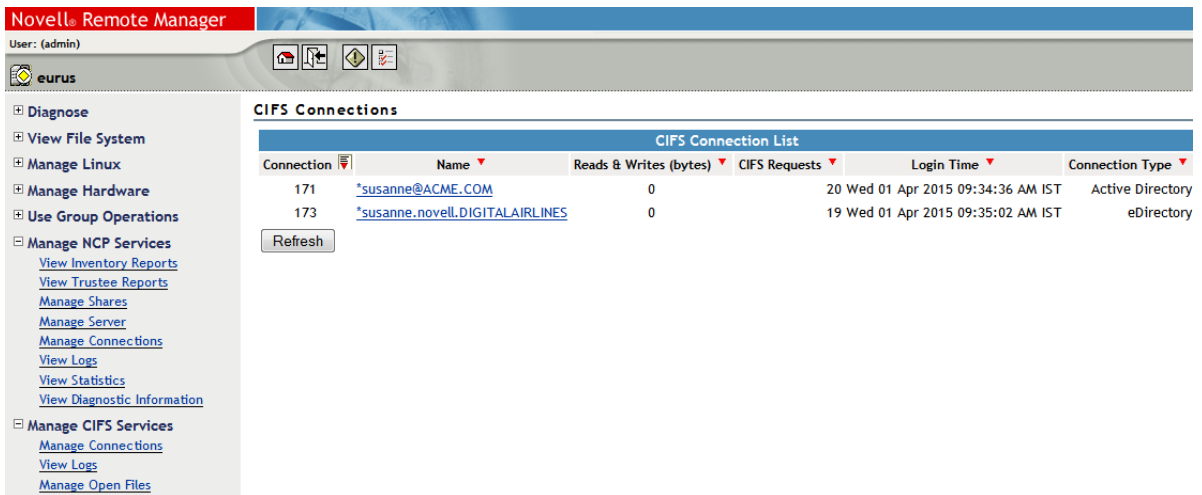 Novell® Remote Manager
User: (admin)
eurus
Diagnose
View File System
Manage Linux
Manage Hardware
Use Group Operations
Manage NCP Services
View Inventory Reports
View Trustee Reports
Manage Shares
Manage Server
Manage Connections
View Logs
View Statistics
View Diagnostic Information
Manage CIFS Services
Manage Connections
View Logs
Manage Open Files
CIFS Connections
CIFS Connection List
Connection Name Reads & Writes (bytes) CIFS Requests Login Time Connection Type
171 *susanne@ACME.COM 0 20 Wed 01 Apr 2015 09:34:36 AM IST Active Directory
173 *susanne.novell.DIGITALAIRLINES 0 19 Wed 01 Apr 2015 09:35:02 AM IST eDirectory
Refresh